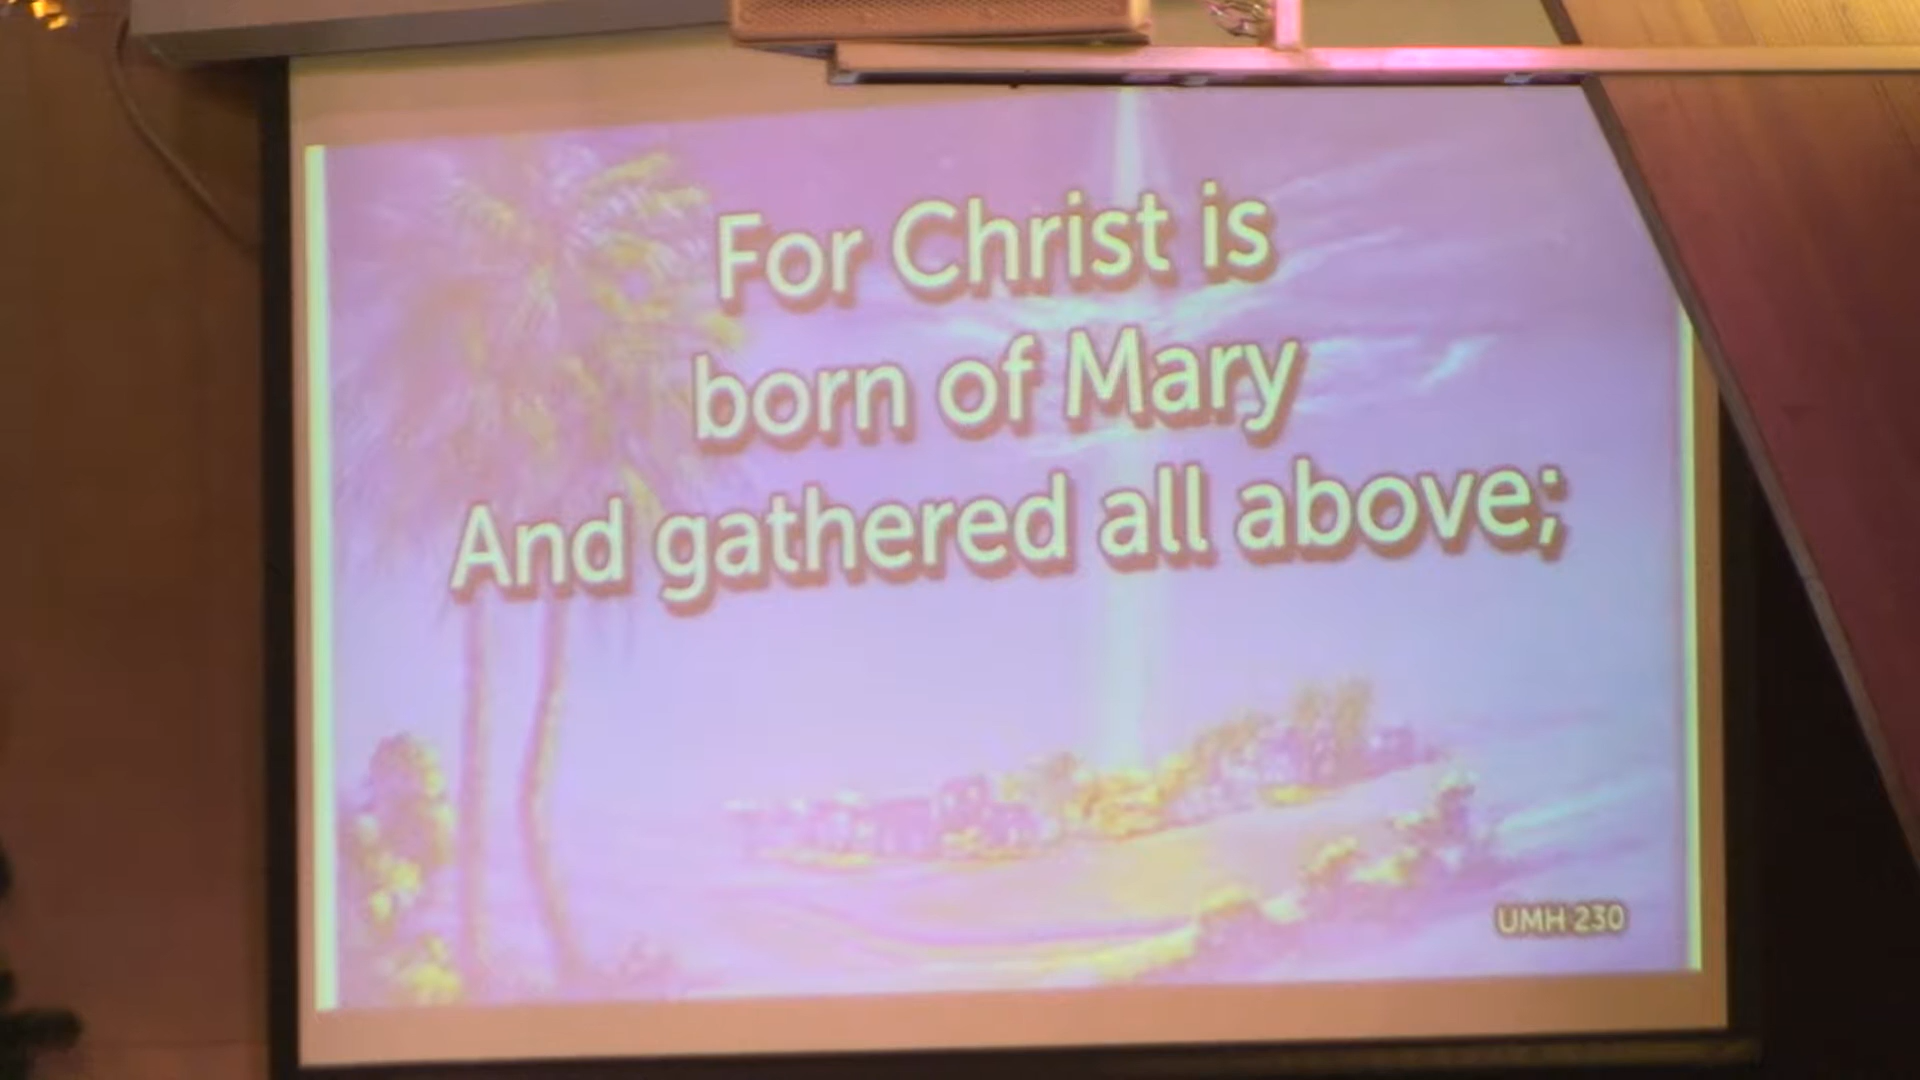 For Christ is
born of Mary
And gathered all above;
UMH 230